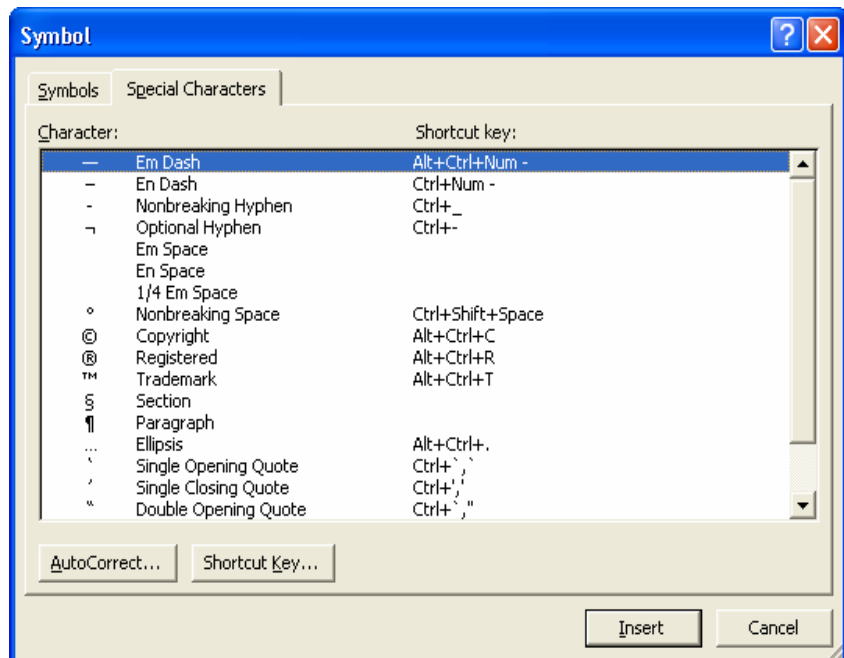 Symbol
Symbols Special Characters
Character: Shortcut key:
— Em Dash Alt+Ctrl+Num -
– En Dash Ctrl+Num -
- Nonbreaking Hyphen Ctrl+_
¬ Optional Hyphen Ctrl+-
Em Space
En Space
1/4 Em Space
° Nonbreaking Space Ctrl+Shift+Space
© Copyright Alt+Ctrl+C
® Registered Alt+Ctrl+R
™ Trademark Alt+Ctrl+T
§ Section
¶ Paragraph
… Ellipsis Alt+Ctrl+.
‘ Single Opening Quote Ctrl+`,`
’ Single Closing Quote Ctrl+','
“ Double Opening Quote Ctrl+`,"
AutoCorrect... Shortcut Key...
Insert Cancel